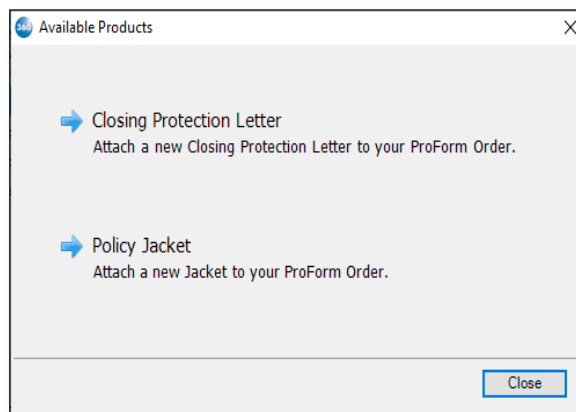 360 Available Products
Closing Protection Letter
Attach a new Closing Protection Letter to your ProForm Order.
Policy Jacket
Attach a new Jacket to your ProForm Order.
Close